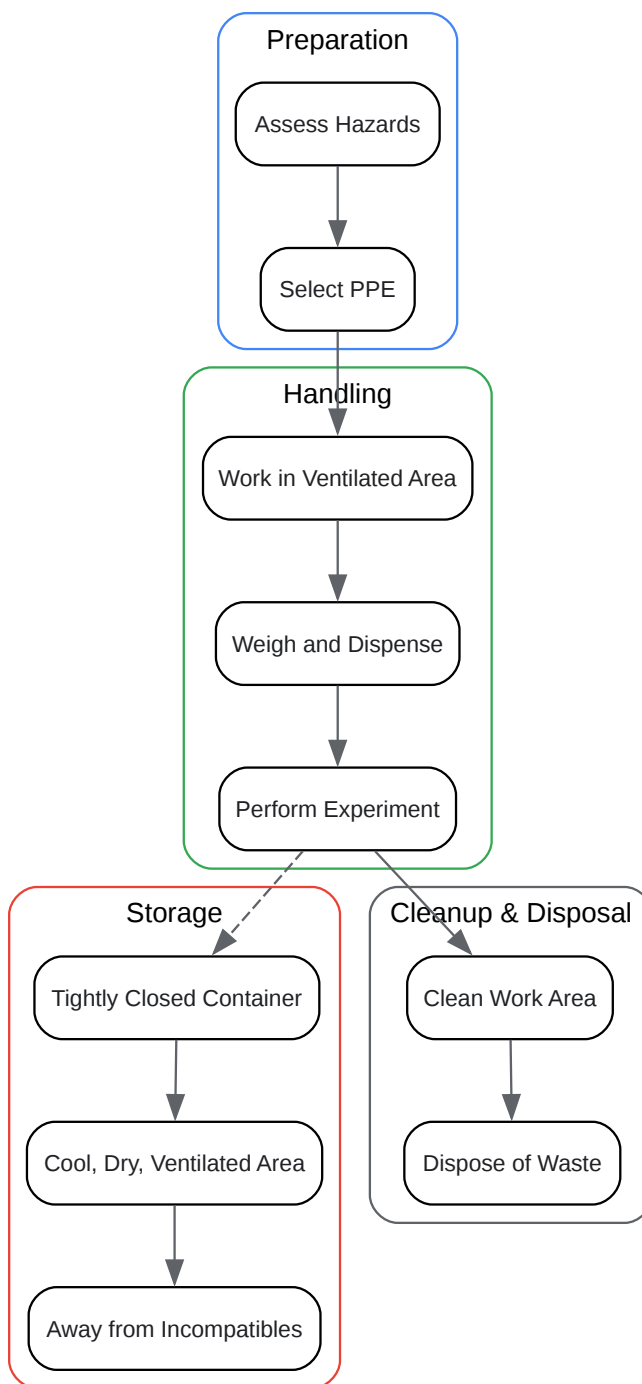 Preparation
Assess Hazards
Select PPE
Handling
Work in Ventilated Area
Weigh and Dispense
Perform Experiment
Storage
Tightly Closed Container
Cool, Dry, Ventilated Area
Away from Incompatibles
Cleanup & Disposal
Clean Work Area
Dispose of Waste